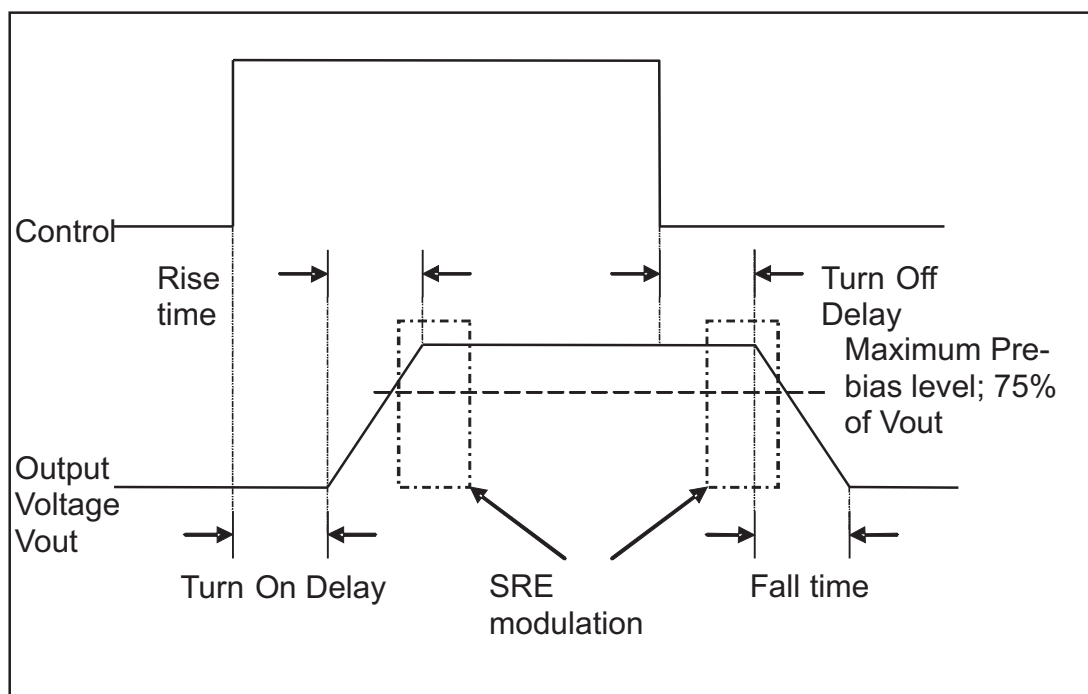 Control
Rise
time
Turn Off
Delay
Maximum Pre-
bias level; 75%
of Vout
Output
Voltage
Vout
Turn On Delay
SRE
modulation
Fall time